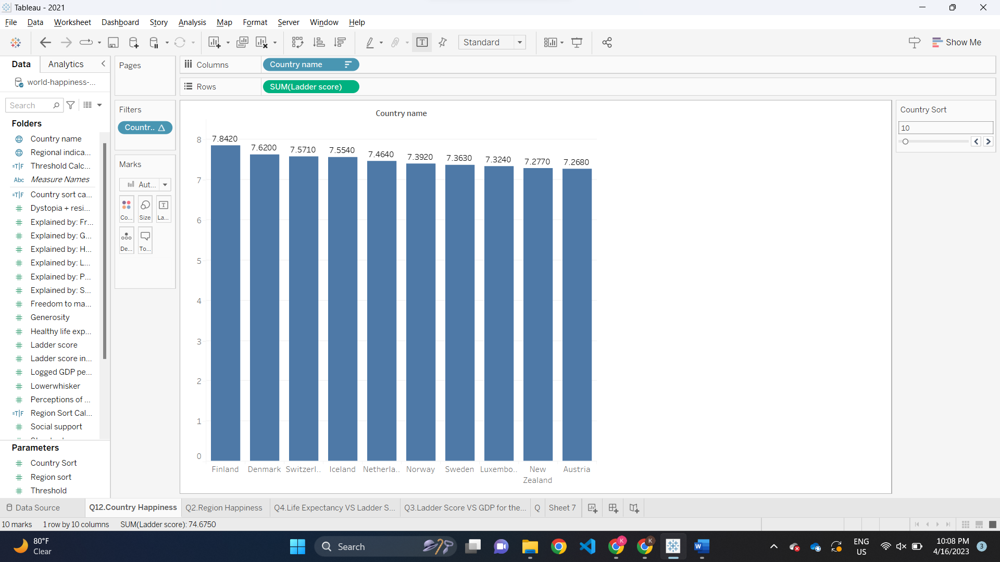 Tableau - 2021
File Data Worksheet Dashboard Story Analysis Map Format Server Window Help
Standard
Show Me
Data Analytics
world-happiness-...
Search
Folders
Country name
Regional indica...
=T|F Threshold Calc...
Abc Measure Names
=T|F Country sort ca...
# Dystopia + resi...
# Explained by: Fr...
# Explained by: G...
# Explained by: H...
# Explained by: L...
# Explained by: P...
# Explained by: S...
# Freedom to ma...
# Generosity
# Healthy life exp...
# Ladder score
# Ladder score in...
# Logged GDP pe...
# Lowerwhisker
# Perceptions of ...
=T|F Region Sort Cal...
# Social support
Parameters
# Country Sort
# Region sort
# Threshold
Pages
Filters
Countr..
Marks
Aut...
Co... Size La...
De... To...
Columns Country name
Rows SUM(Ladder score)
Country name
8
7
6
5
4
3
2
1
0
7.8420 7.6200 7.5710 7.5540 7.4640 7.3920 7.3630 7.3240 7.2770 7.2680
Finland Denmark Switzerl.. Iceland Netherla.. Norway Sweden Luxembo.. New Zealand Austria
Country Sort
10
Data Source Q12.Country Happiness Q2.Region Happiness Q4.Life Expectancy VS Ladder S... Q3.Ladder Score VS GDP for the... Q Sheet 7
10 marks 1 row by 10 columns SUM(Ladder score): 74.6750
80°F
Clear
Search
K
K
W
ENG
US
10:08 PM
4/16/2023
3